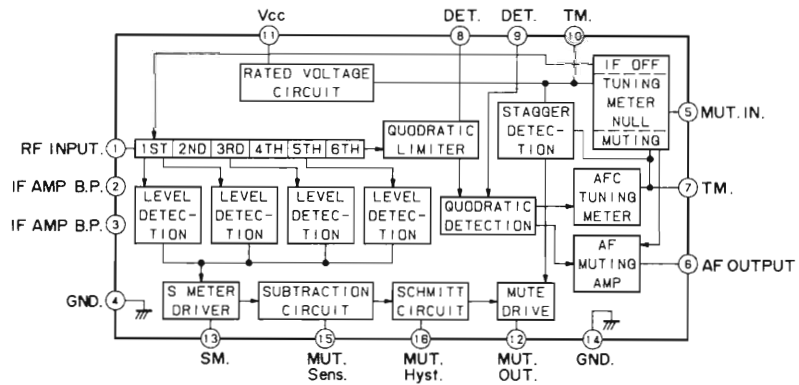 Vcc DET. DET. TM.
11 8 9 10
RATED VOLTAGE
CIRCUIT
IF OFF
TUNING
METER
NULL
MUTING
5 MUT. IN.
STAGGER
DETEC-
TION
QUODRATIC
LIMITER
RF INPUT. 1
1ST 2ND 3RD 4TH 5TH 6TH
IF AMP B.P. 2
IF AMP B.P. 3
LEVEL
DETEC-
TION
LEVEL
DETEC-
TION
LEVEL
DETEC-
TION
LEVEL
DETEC-
TION
QUODRATIC
DETECTION
AFC
TUNING
METER
7 TM.
AF
MUTING
AMP
6 AF OUTPUT
GND. 4
S METER
DRIVER
SUBTRACTION
CIRCUIT
SCHMITT
CIRCUIT
MUTE
DRIVE
13 15 16 12 14
SM.
MUT.
Sens.
MUT.
Hyst.
MUT.
OUT.
GND.